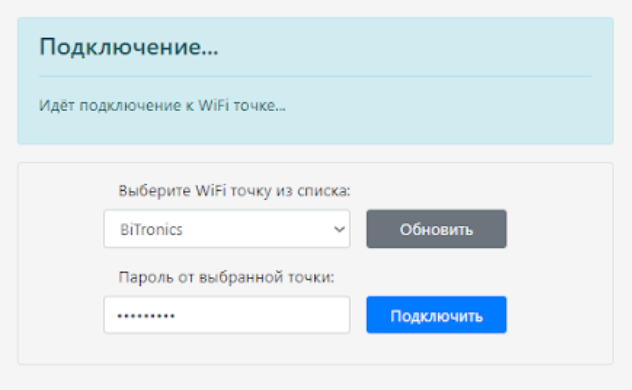 Подключение...
Идёт подключение к WiFi точке...
Выберите WiFi точку из списка:
BiTronics
Обновить
Пароль от выбранной точки:
•••••••••
Подключить